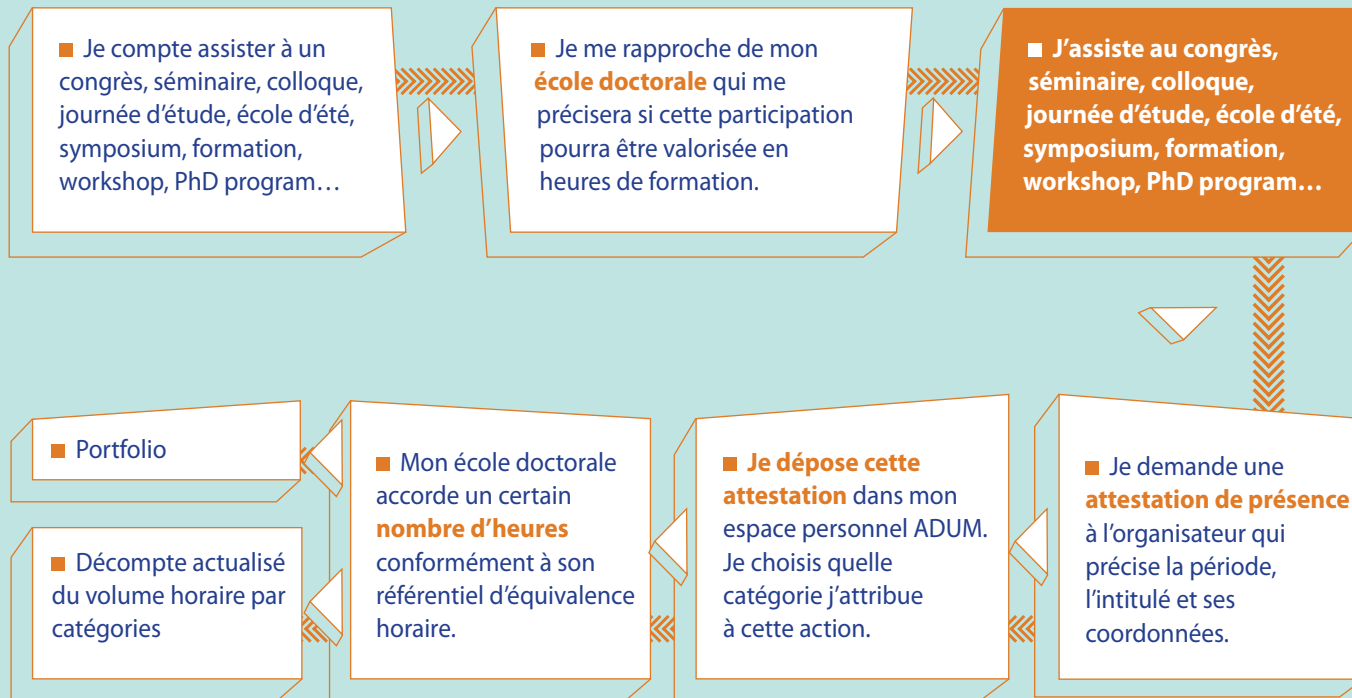 ■ Je compte assister à un
congrès, séminaire, colloque,
journée d'étude, école d'été,
symposium, formation,
workshop, PhD program…
■ Je me rapproche de mon
école doctorale qui me
précisera si cette participation
pourra être valorisée en
heures de formation.
■ J'assiste au congrès,
séminaire, colloque,
journée d'étude, école d'été,
symposium, formation,
workshop, PhD program…
■ Je demande une
attestation de présence
à l'organisateur qui
précise la période,
l'intitulé et ses
coordonnées.
■ Je dépose cette
attestation dans mon
espace personnel ADUM.
Je choisis quelle
catégorie j'attribue
à cette action.
■ Mon école doctorale
accorde un certain
nombre d'heures
conformément à son
référentiel d'équivalence
horaire.
■ Portfolio
■ Décompte actualisé
du volume horaire par
catégories